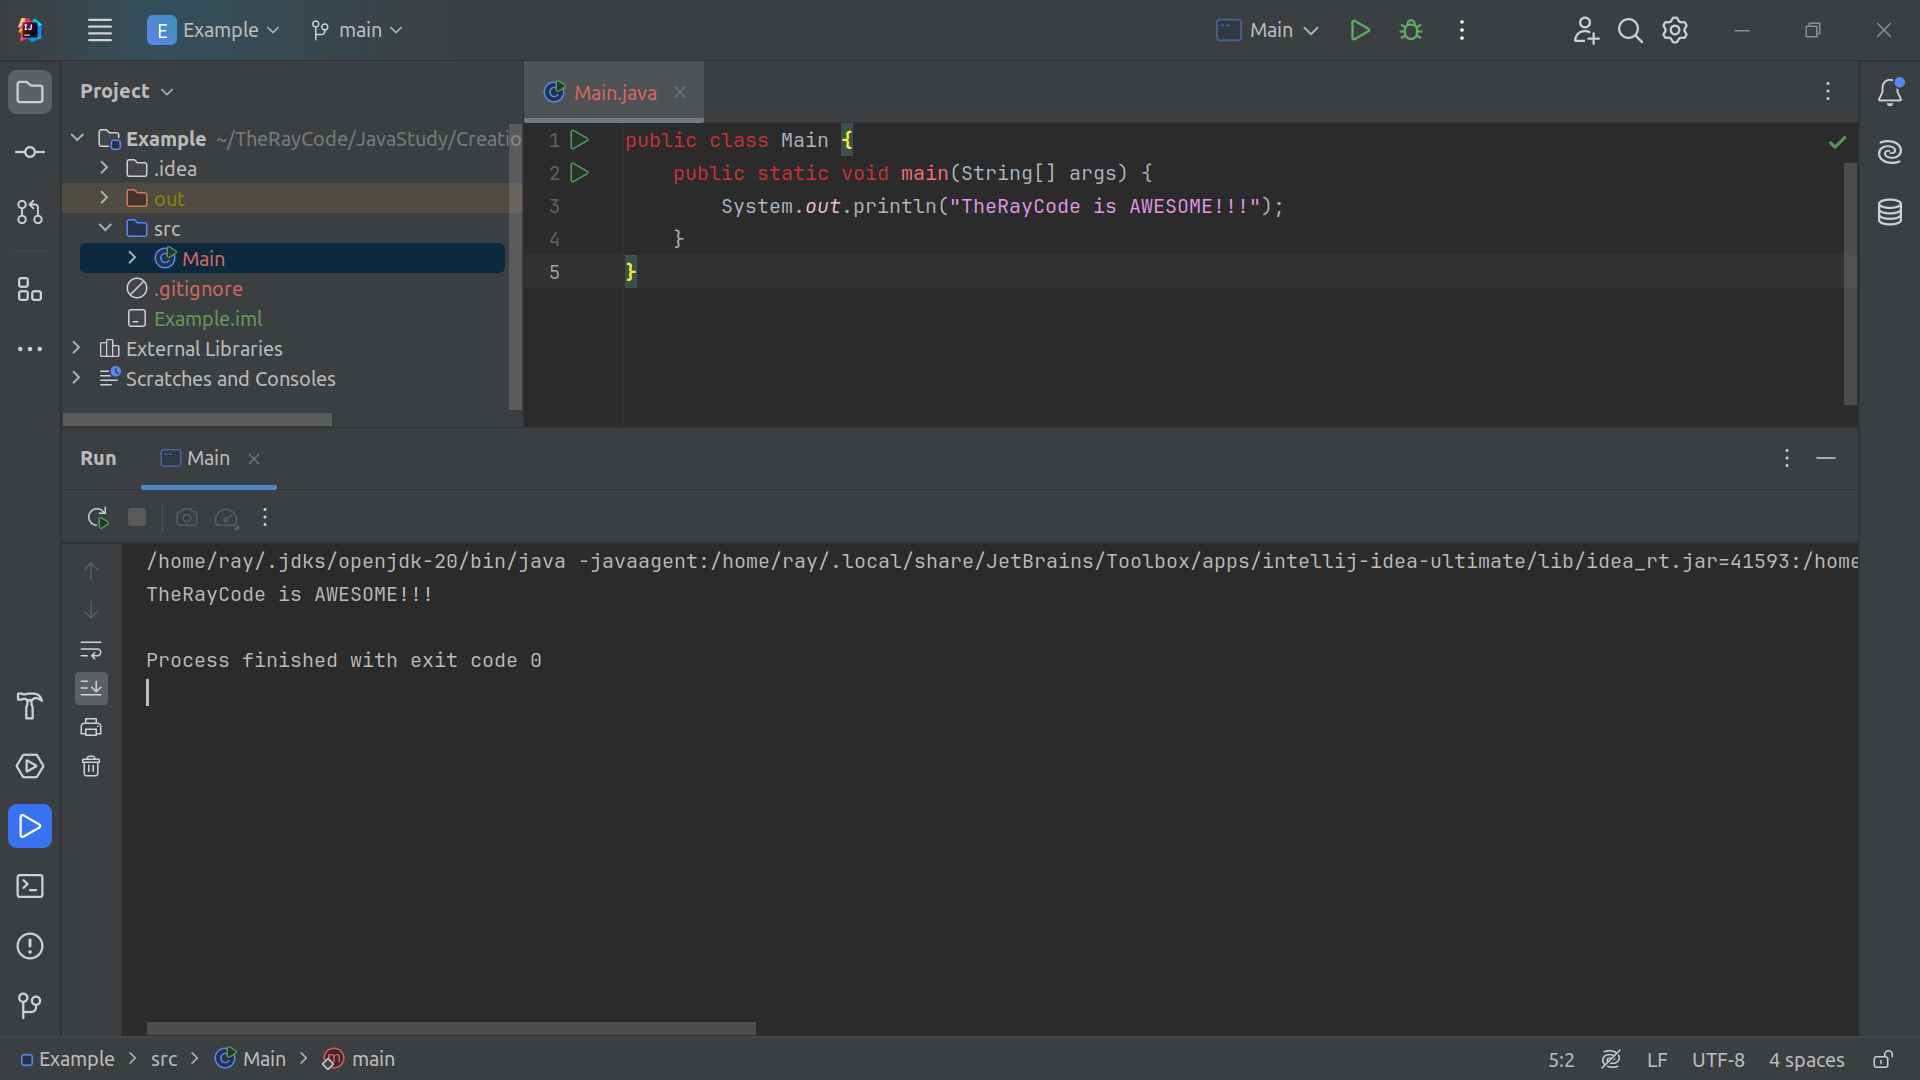 E Example main Main
Project
Main.java
Example ~/TheRayCode/JavaStudy/Creatio
.idea
out
src
Main
.gitignore
Example.iml
External Libraries
Scratches and Consoles
1 public class Main {
2 public static void main(String[] args) {
3 System.out.println("TheRayCode is AWESOME!!!");
4 }
5 }
Run Main
/home/ray/.jdks/openjdk-20/bin/java -javaagent:/home/ray/.local/share/JetBrains/Toolbox/apps/intellij-idea-ultimate/lib/idea_rt.jar=41593:/home
TheRayCode is AWESOME!!!
Process finished with exit code 0
Example > src > Main > main 5:2 LF UTF-8 4 spaces